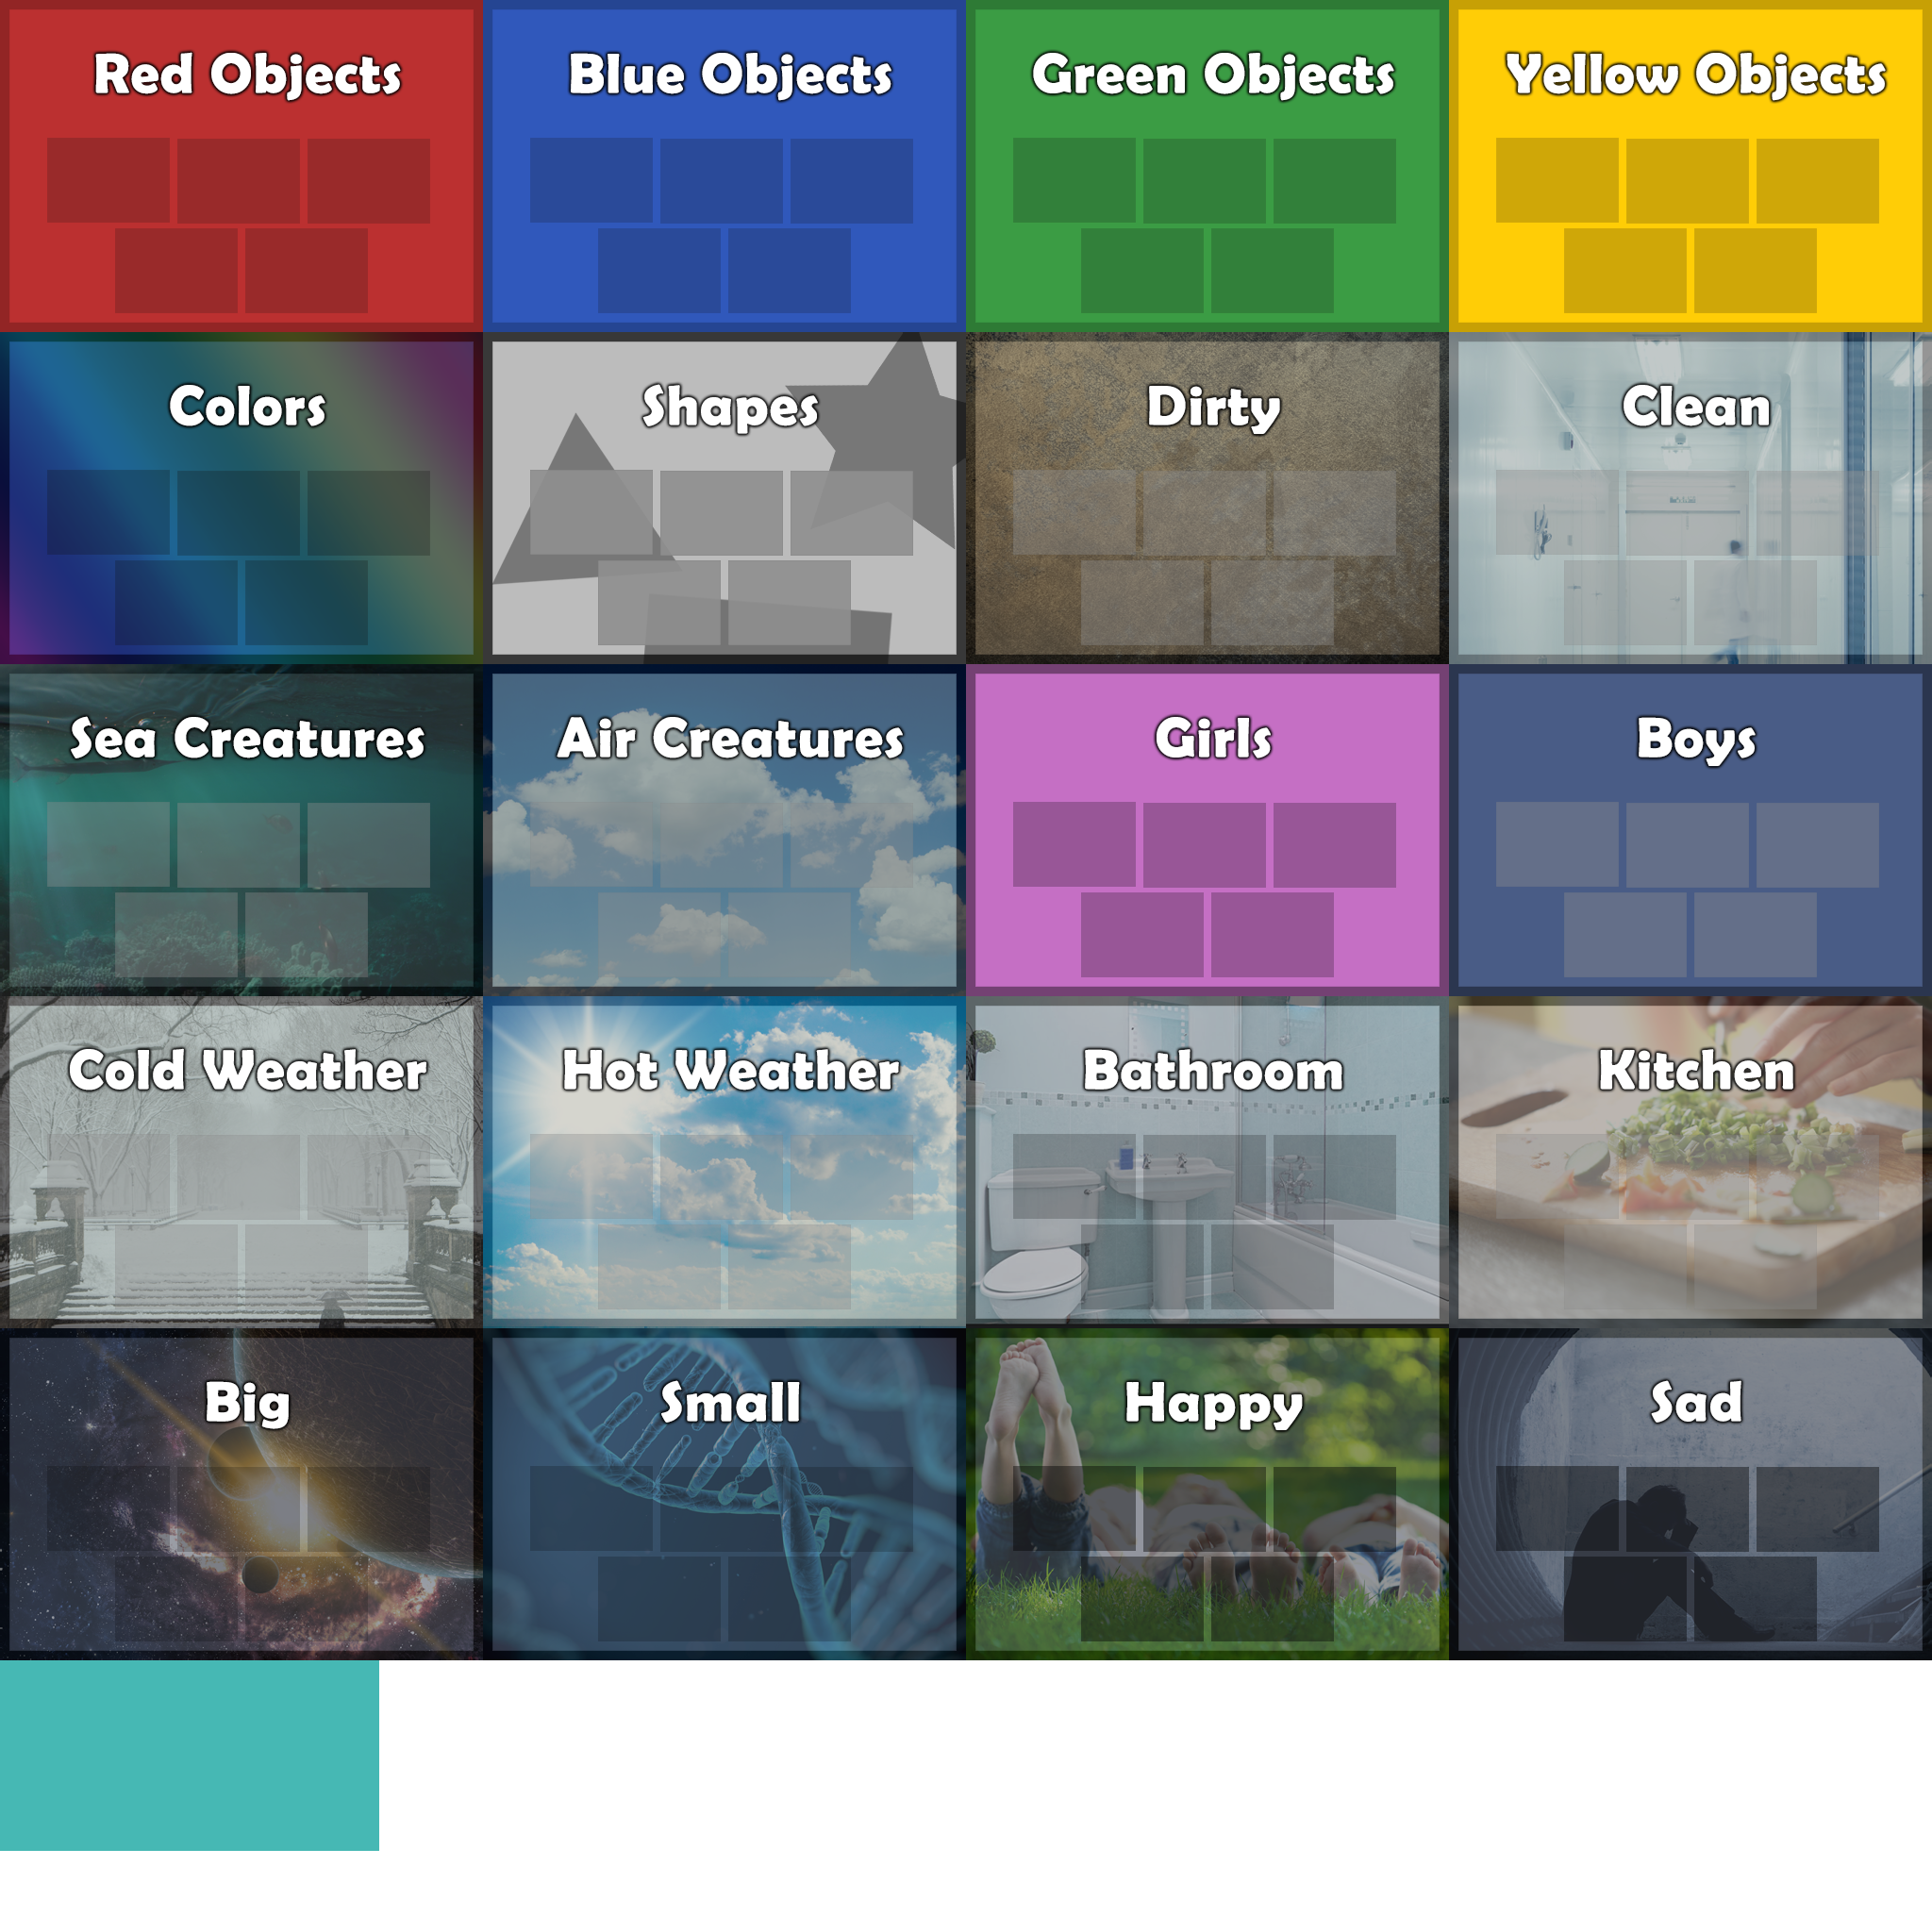 Red Objects
Blue Objects
Green Objects
Yellow Objects
Colors
Shapes
Dirty
Clean
Sea Creatures
Air Creatures
Girls
Boys
Cold Weather
Hot Weather
Bathroom
Kitchen
Big
Small
Happy
Sad